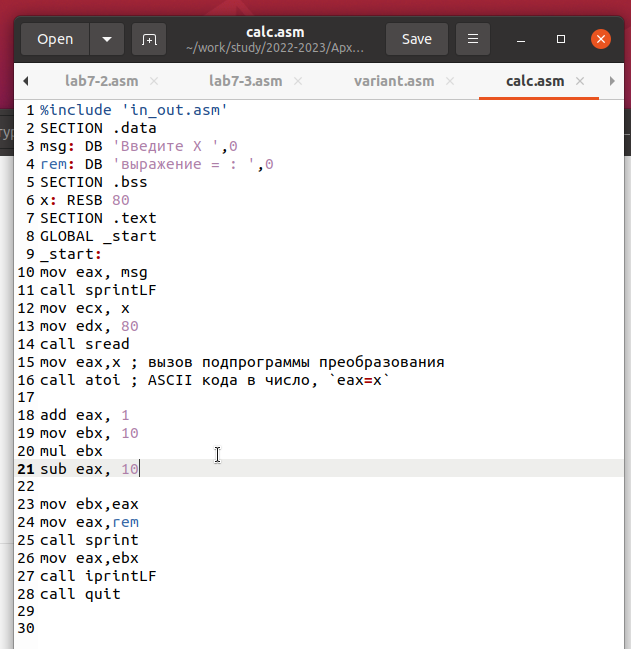 Open
calc.asm
~/work/study/2022-2023/Арх...
Save
lab7-2.asm
lab7-3.asm
variant.asm
calc.asm
1 %include 'in_out.asm'
2 SECTION .data
3 msg: DB 'Введите X ',0
4 rem: DB 'выражение = : ',0
5 SECTION .bss
6 x: RESB 80
7 SECTION .text
8 GLOBAL _start
9 _start:
10 mov eax, msg
11 call sprintLF
12 mov ecx, x
13 mov edx, 80
14 call sread
15 mov eax,x ; вызов подпрограммы преобразования
16 call atoi ; ASCII кода в число, `eax=x`
17
18 add eax, 1
19 mov ebx, 10
20 mul ebx
21 sub eax, 10
22
23 mov ebx,eax
24 mov eax,rem
25 call sprint
26 mov eax,ebx
27 call iprintLF
28 call quit
29
30